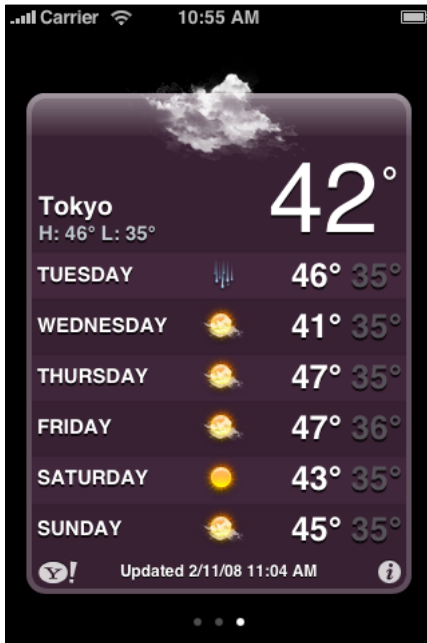 Carrier 10:55 AM
42°
Tokyo
H: 46° L: 35°
TUESDAY 46° 35°
WEDNESDAY 41° 35°
THURSDAY 47° 35°
FRIDAY 47° 36°
SATURDAY 43° 35°
SUNDAY 45° 35°
Y! Updated 2/11/08 11:04 AM i